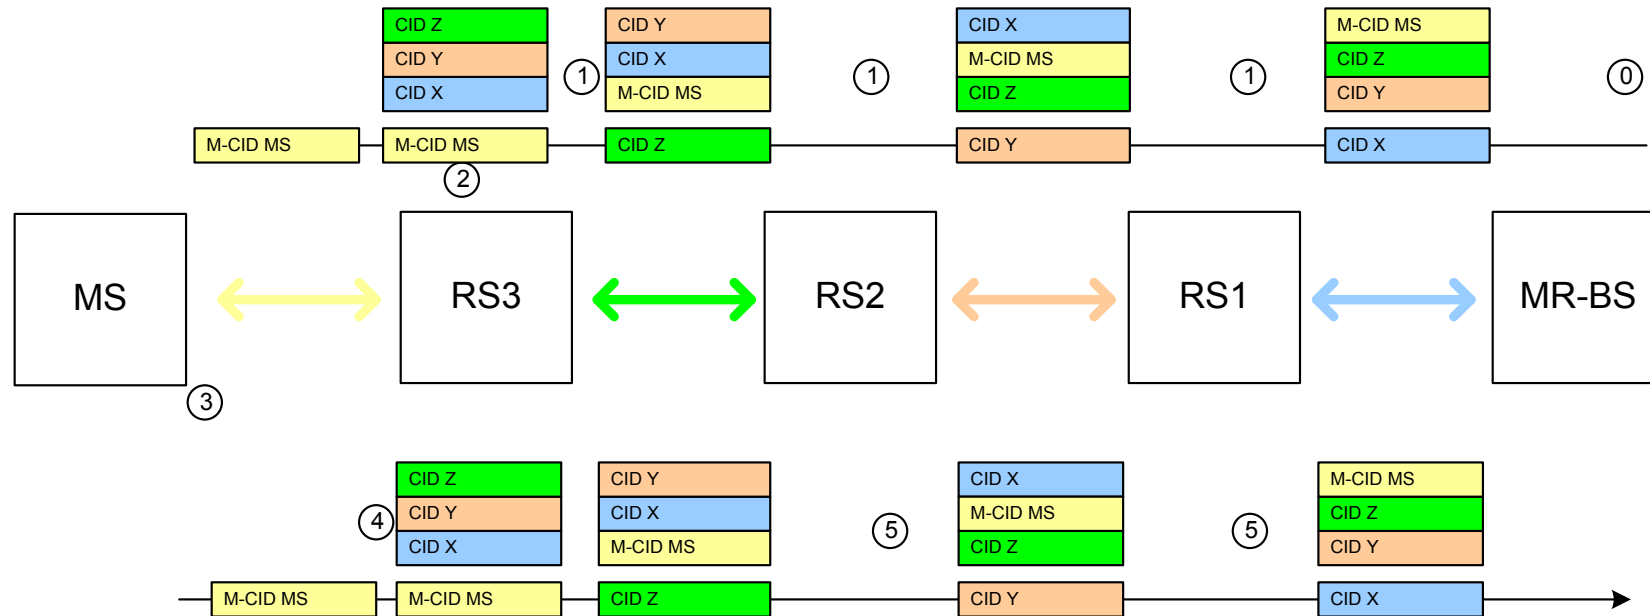 CID Z CID Y CID X M-CID MS
CID Y 1 CID X 1 M-CID MS 1 CID Z 0
CID X M-CID MS CID Z CID Y
M-CID MS M-CID MS CID Z CID Y CID X
2
MS RS3 RS2 RS1 MR-BS
3
CID Z CID Y CID X M-CID MS
4 CID Y CID X 5 M-CID MS 5 CID Z
CID X M-CID MS CID Z CID Y
M-CID MS M-CID MS CID Z CID Y CID X